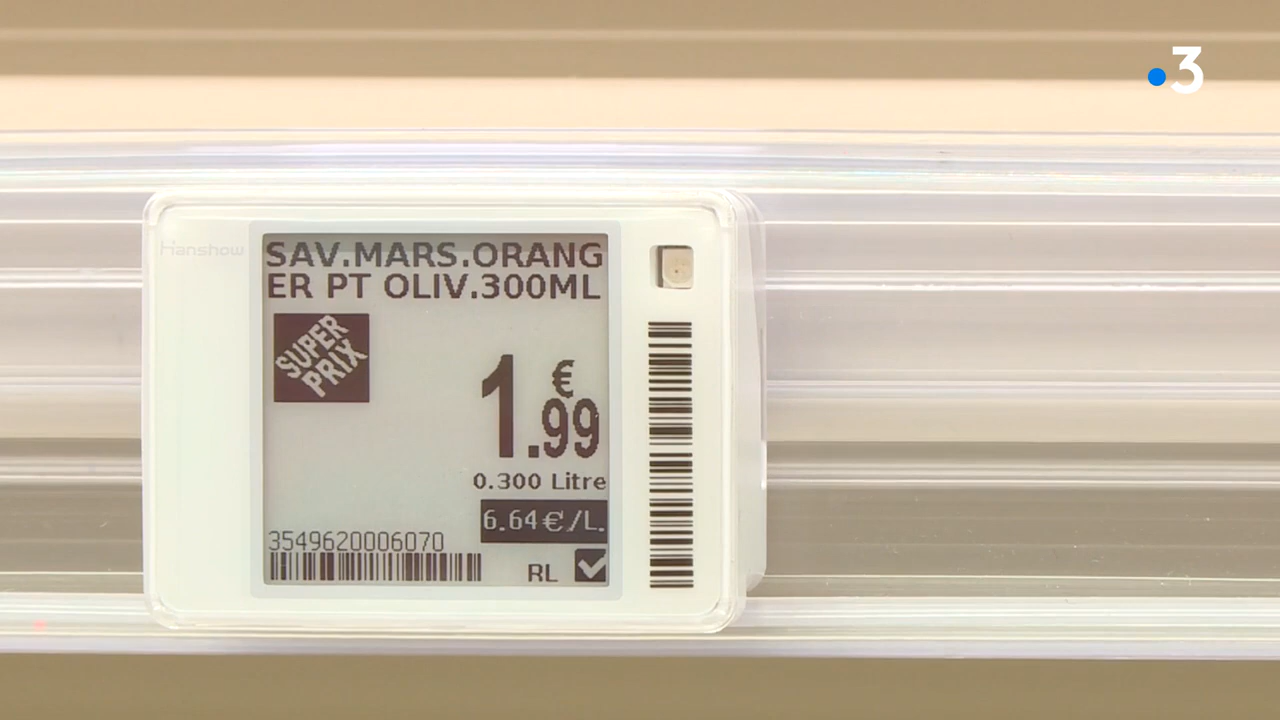 3
Hanshow
SAV.MARS.ORANG
ER PT OLIV.300ML
SUPER
PRIX
1.99 €
0.300 Litre
6.64€/L.
3549620006070
RL